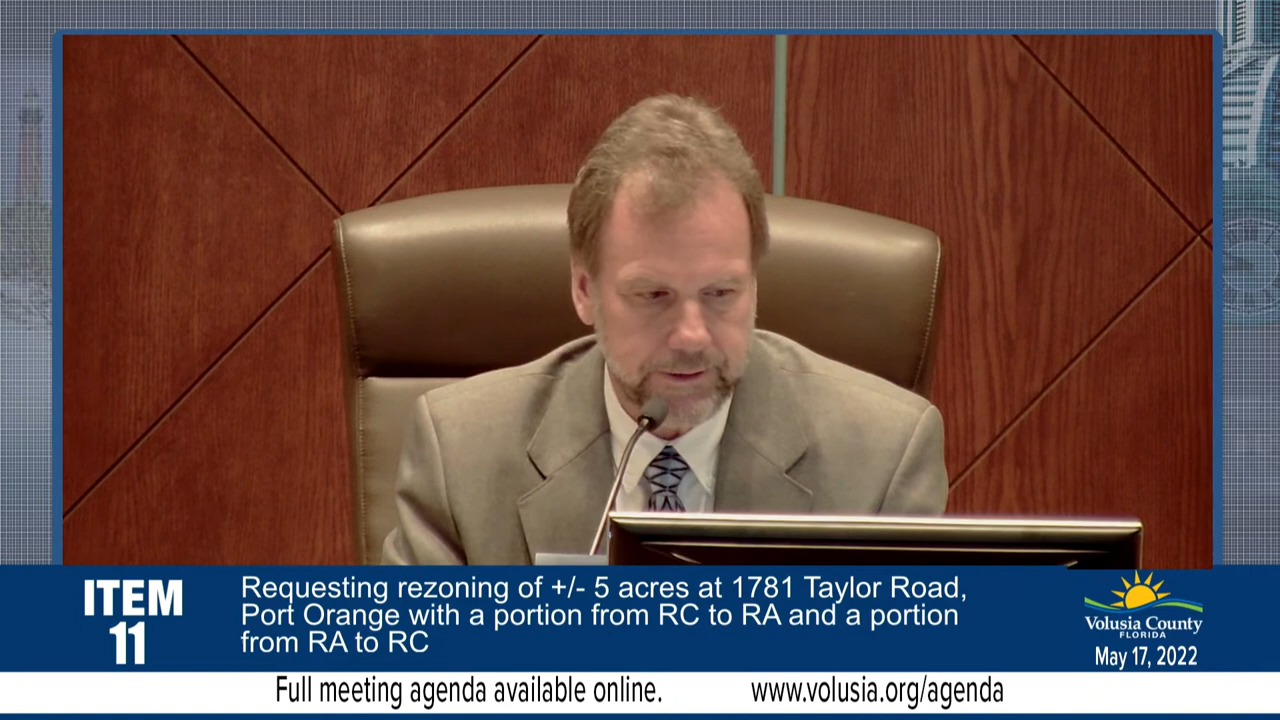 ITEM
11
Requesting rezoning of +/- 5 acres at 1781 Taylor Road,
Port Orange with a portion from RC to RA and a portion
from RA to RC
Volusia County
FLORIDA
May 17, 2022
Full meeting agenda available online. www.volusia.org/agenda